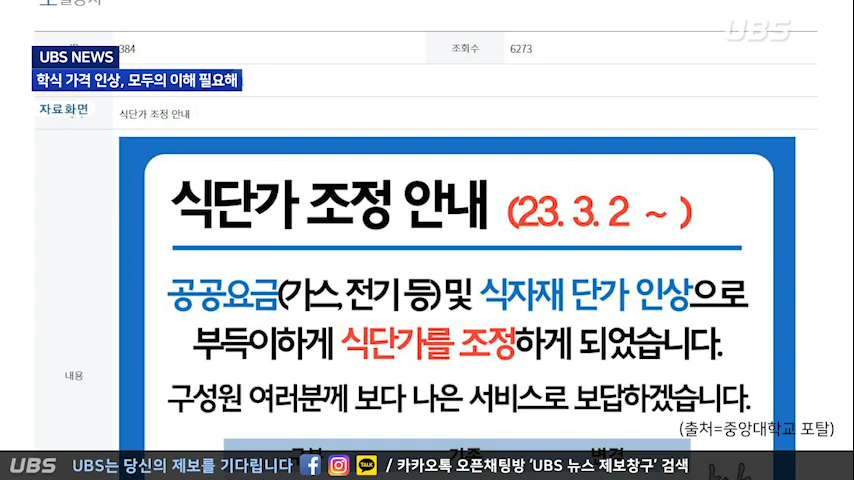 UBS
384
조회수
6273
UBS NEWS
학식 가격 인상, 모두의 이해 필요해
자료화면
식단가 조정 안내
식단가 조정 안내 (23. 3. 2 ~ )
공공요금(가스, 전기 등) 및 식자재 단가 인상으로
부득이하게 식단가를 조정하게 되었습니다.
구성원 여러분께 보다 나은 서비스로 보답하겠습니다.
내용
(출처=중앙대학교 포탈)
UBS
UBS는 당신의 제보를 기다립니다
TALK
/ 카카오톡 오픈채팅방 ‘UBS 뉴스 제보창구’ 검색